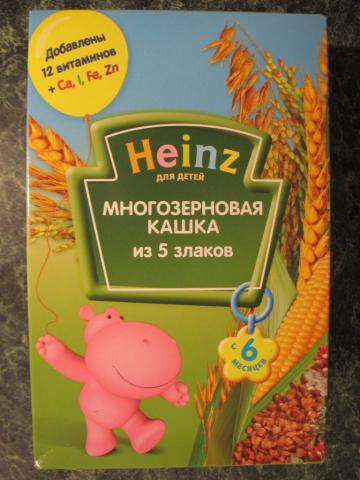 Добавлены
12 витаминов
+ Ca, I, Fe, Zn
Heinz
ДЛЯ ДЕТЕЙ
МНОГОЗЕРНОВАЯ
КАШКА
из 5 злаков
с 6
МЕСЯЦЕВ